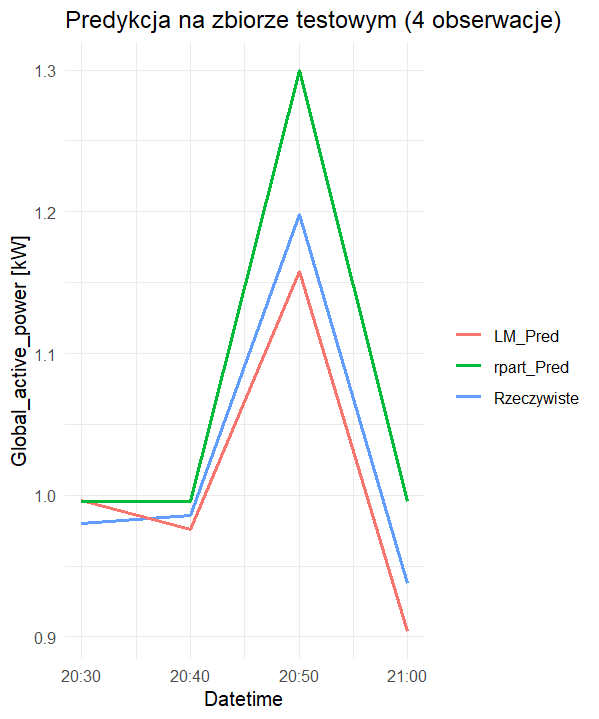 Predykcja na zbiorze testowym (4 obserwacje)
Global_active_power [kW]
1.3
1.2
1.1
1.0
0.9
20:30 20:40 20:50 21:00
Datetime
LM_Pred
rpart_Pred
Rzeczywiste